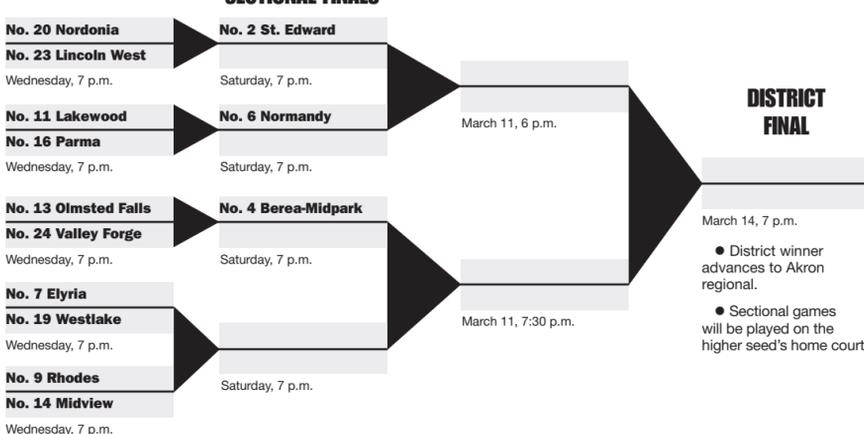 SECTIONAL FINALS
No. 20 Nordonia
No. 23 Lincoln West
Wednesday, 7 p.m.
No. 11 Lakewood
No. 16 Parma
Wednesday, 7 p.m.
No. 13 Olmsted Falls
No. 24 Valley Forge
Wednesday, 7 p.m.
No. 7 Elyria
No. 19 Westlake
Wednesday, 7 p.m.
No. 9 Rhodes
No. 14 Midview
Wednesday, 7 p.m.
No. 2 St. Edward
Saturday, 7 p.m.
No. 6 Normandy
Saturday, 7 p.m.
No. 4 Berea-Midpark
Saturday, 7 p.m.
Saturday, 7 p.m.
March 11, 6 p.m.
March 11, 7:30 p.m.
DISTRICT
FINAL
March 14, 7 p.m.
● District winner
advances to Akron
regional.
● Sectional games
will be played on the
higher seed's home court